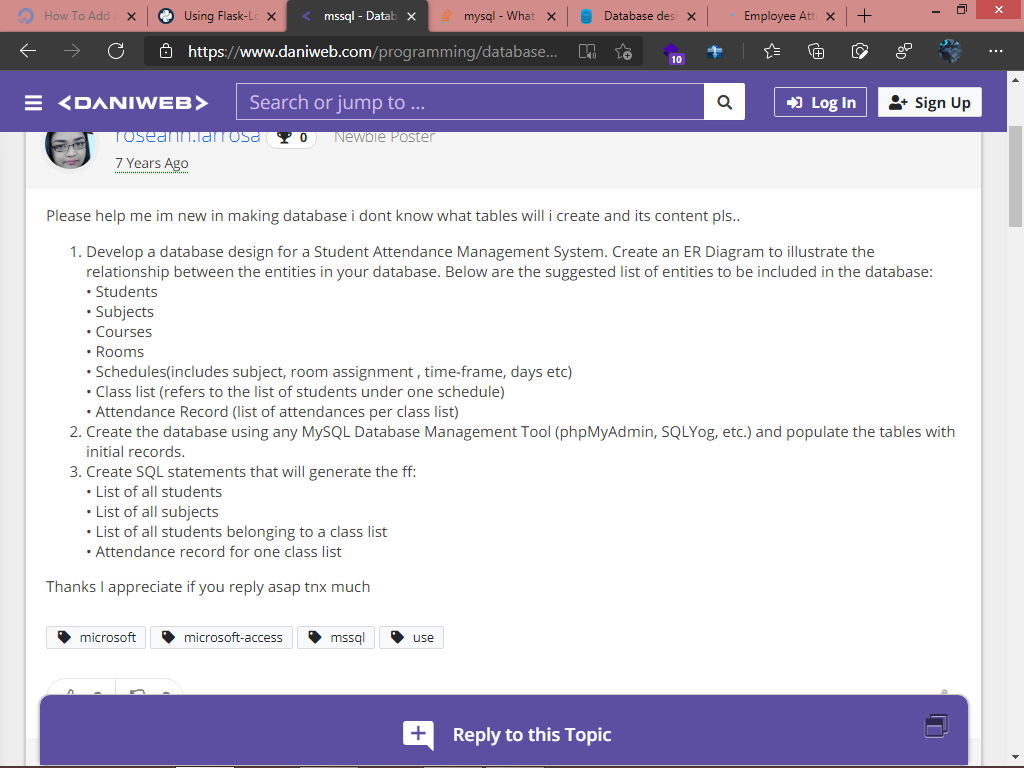 How To Add
Using Flask-Lo
mssql - Datab
mysql - What
Database desi
Employee Att
https://www.daniweb.com/programming/database...
10
<DANIWEB>
Search or jump to ...
Log In
Sign Up
roseann.larrosa
0
Newbie Poster
7 Years Ago
Please help me im new in making database i dont know what tables will i create and its content pls..
1. Develop a database design for a Student Attendance Management System. Create an ER Diagram to illustrate the
relationship between the entities in your database. Below are the suggested list of entities to be included in the database:
• Students
• Subjects
• Courses
• Rooms
• Schedules(includes subject, room assignment , time-frame, days etc)
• Class list (refers to the list of students under one schedule)
• Attendance Record (list of attendances per class list)
2. Create the database using any MySQL Database Management Tool (phpMyAdmin, SQLYog, etc.) and populate the tables with
initial records.
3. Create SQL statements that will generate the ff:
• List of all students
• List of all subjects
• List of all students belonging to a class list
• Attendance record for one class list
Thanks I appreciate if you reply asap tnx much
microsoft
microsoft-access
mssql
use
Reply to this Topic